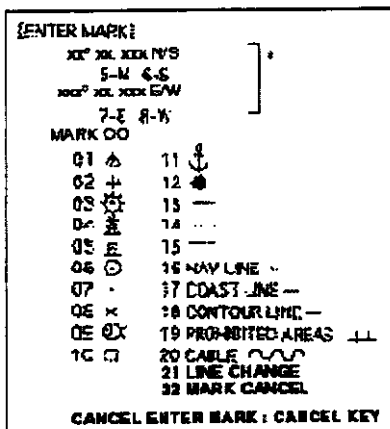 [ENTER MARK]
xx° xx. xxx N/S *
5-N 6-S
xxx° xx. xxx E/W
7-E 8-W
MARK 00
01 11
02 12
03 13
04 14
05 15
06 16 NAV LINE
07 17 COAST LINE
08 18 CONTOUR LINE
09 19 PROHIBITED AREAS
10 20 CABLE
21 LINE CHANGE
22 MARK CANCEL
CANCEL ENTER MARK : CANCEL KEY